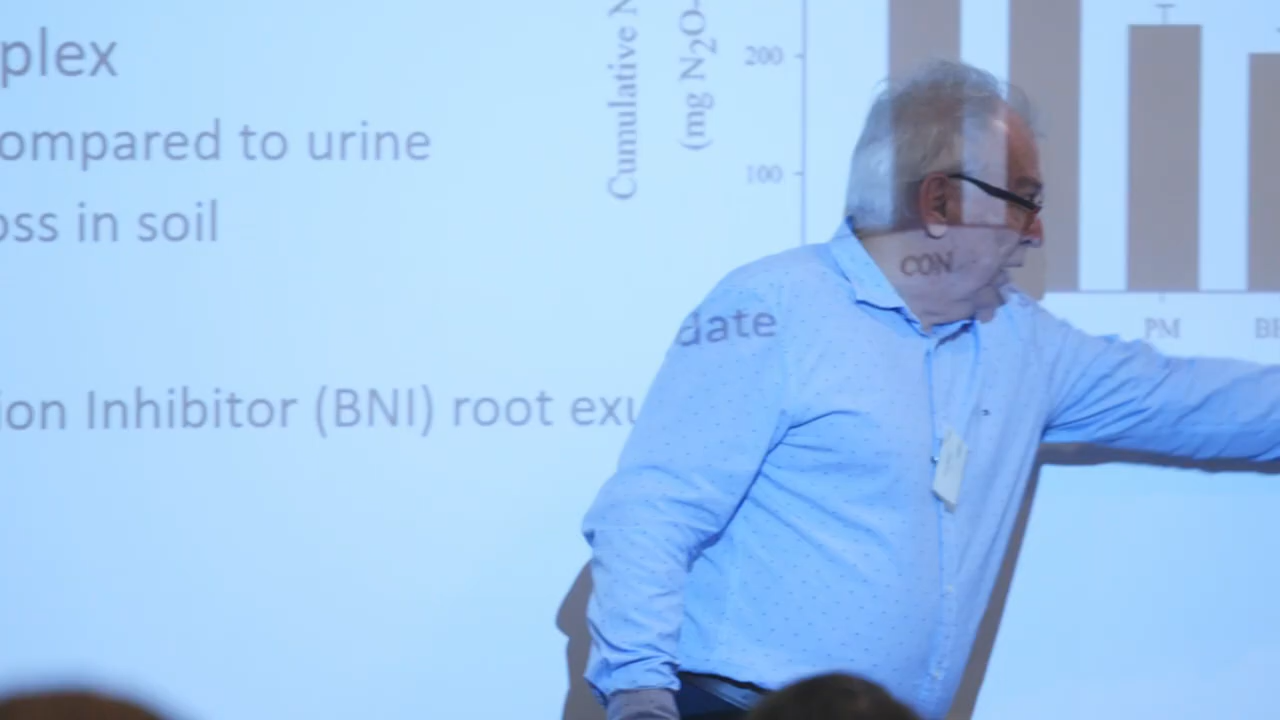 plex
ompared to urine
oss in soil
date
ion Inhibitor (BNI) root exu
Cumulative N
(mg N2O-
200
100
CON
PM